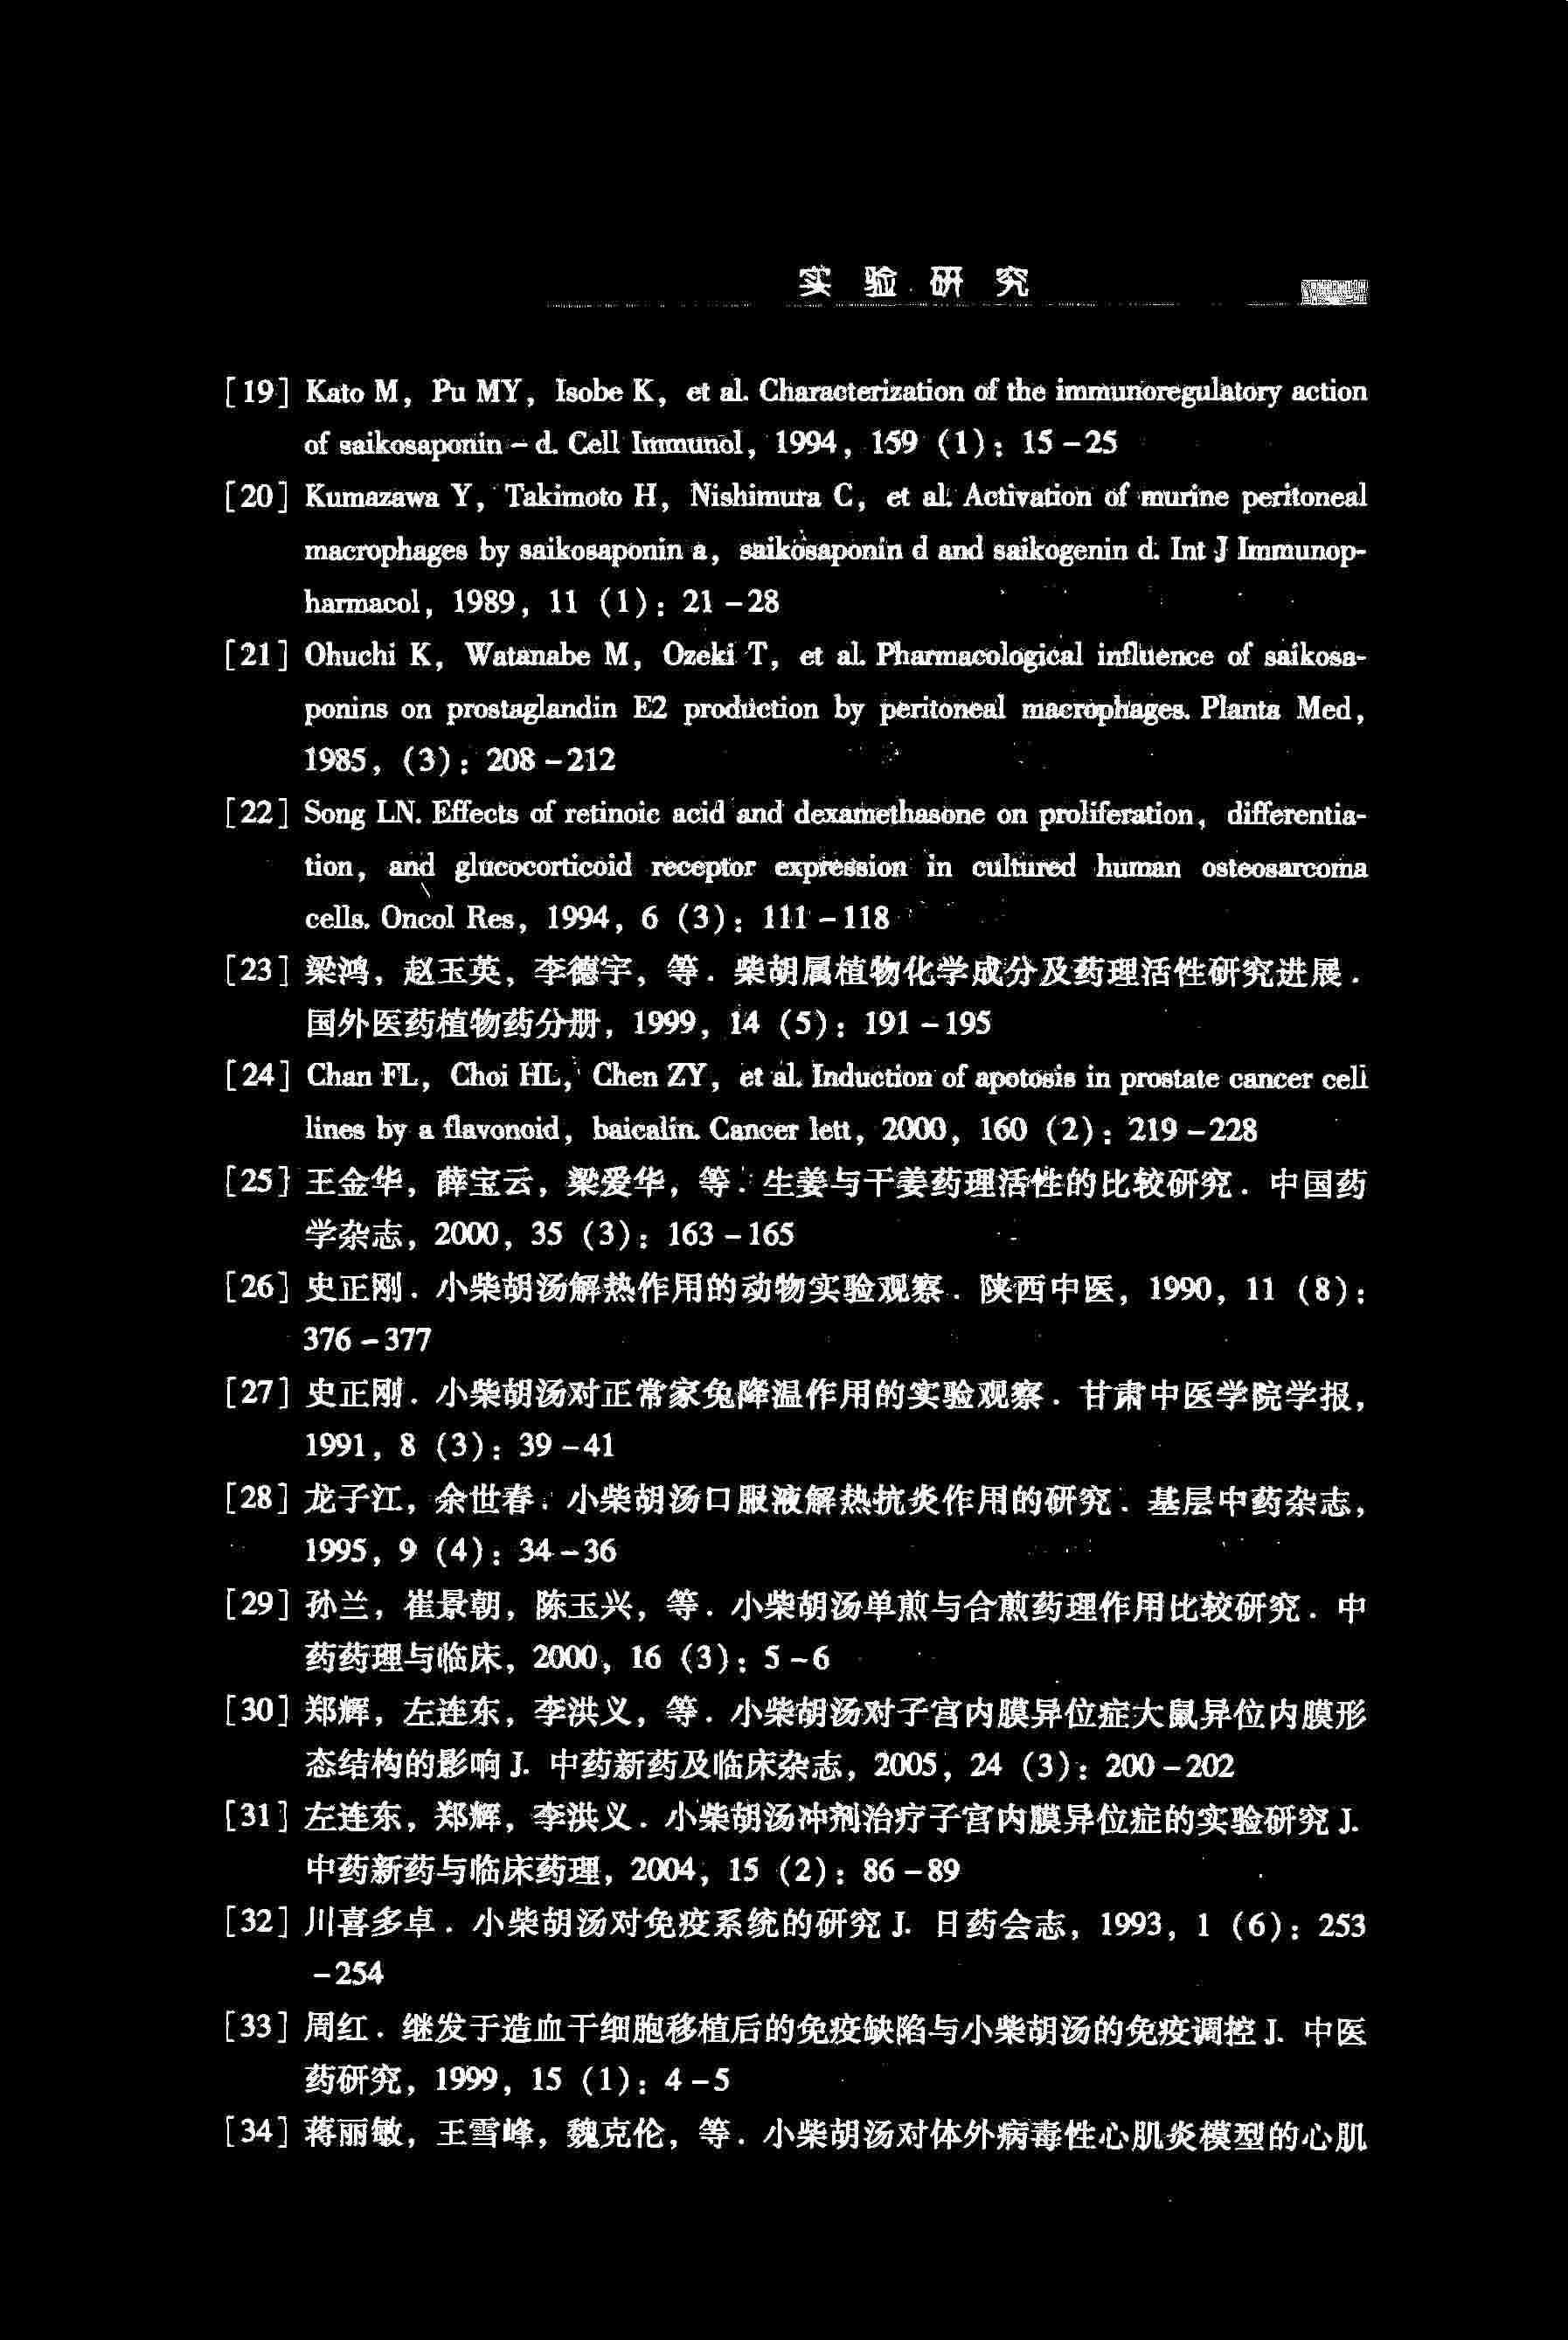 实验研究
[19] Kato M, Pu MY, Isobe K, et al. Characterization of the immunoregulatory action
of saikosaponin－d. Cell Immunol, 1994, 159 (1): 15－25
[20] Kumazawa Y, Takimoto H, Nishimura C, et al. Activation of murine peritoneal
macrophages by saikosaponin a, saikosaponin d and saikogenin d. Int J Immunop-
harmacol, 1989, 11 (1): 21－28
[21] Ohuchi K, Watanabe M, Ozeki T, et al. Pharmacological influence of saikosa-
ponins on prostaglandin E2 production by peritoneal macrophages. Planta Med,
1985, (3): 208－212
[22] Song LN. Effects of retinoic acid and dexamethasone on proliferation, differentia-
tion, and glucocorticoid receptor expression in cultured human osteosarcoma
cells. Oncol Res, 1994, 6 (3): 111－118
[23] 梁鸿，赵玉英，李德宇，等．柴胡属植物化学成分及药理活性研究进展．
国外医药植物药分册，1999，14 (5): 191－195
[24] Chan FL, Choi HL, Chen ZY, et al. Induction of apotosis in prostate cancer cell
lines by a flavonoid, baicalin. Cancer lett, 2000, 160 (2): 219－228
[25] 王金华，薛宝云，梁爱华，等．生姜与干姜药理活性的比较研究．中国药
学杂志，2000，35 (3): 163－165
[26] 史正刚．小柴胡汤解热作用的动物实验观察．陕西中医，1990，11 (8):
376－377
[27] 史正刚．小柴胡汤对正常家兔降温作用的实验观察．甘肃中医学院学报，
1991，8 (3): 39－41
[28] 龙子江，余世春．小柴胡汤口服液解热抗炎作用的研究．基层中药杂志，
1995，9 (4): 34－36
[29] 孙兰，崔景朝，陈玉兴，等．小柴胡汤单煎与合煎药理作用比较研究．中
药药理与临床，2000，16 (3): 5－6
[30] 郑辉，左连东，李洪义，等．小柴胡汤对子宫内膜异位症大鼠异位内膜形
态结构的影响 J. 中药新药及临床杂志，2005，24 (3): 200－202
[31] 左连东，郑辉，李洪义．小柴胡汤冲剂治疗子宫内膜异位症的实验研究 J.
中药新药与临床药理，2004，15 (2): 86－89
[32] 川喜多卓．小柴胡汤对免疫系统的研究 J. 日药会志，1993，1 (6): 253
－254
[33] 周红．继发于造血干细胞移植后的免疫缺陷与小柴胡汤的免疫调控 J. 中医
药研究，1999，15 (1): 4－5
[34] 蒋丽敏，王雪峰，魏克伦，等．小柴胡汤对体外病毒性心肌炎模型的心肌